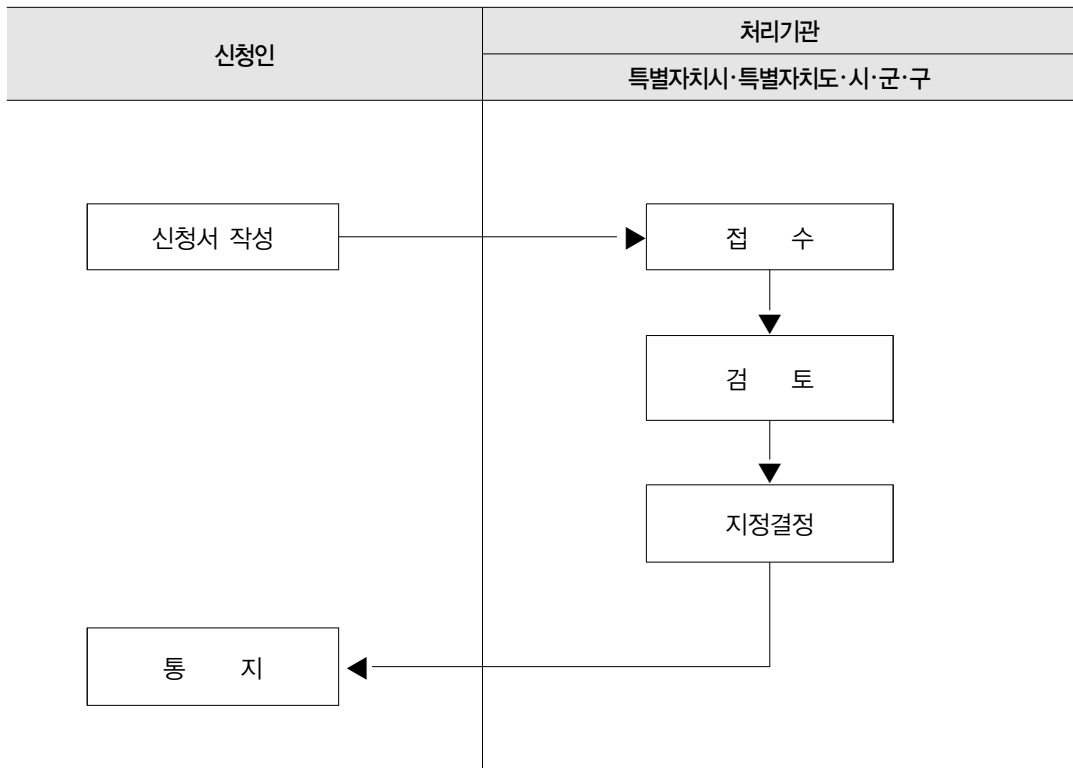 신청인
처리기관
특별자치시·특별자치도·시·군·구
신청서 작성
접 수
검 토
지정결정
통 지